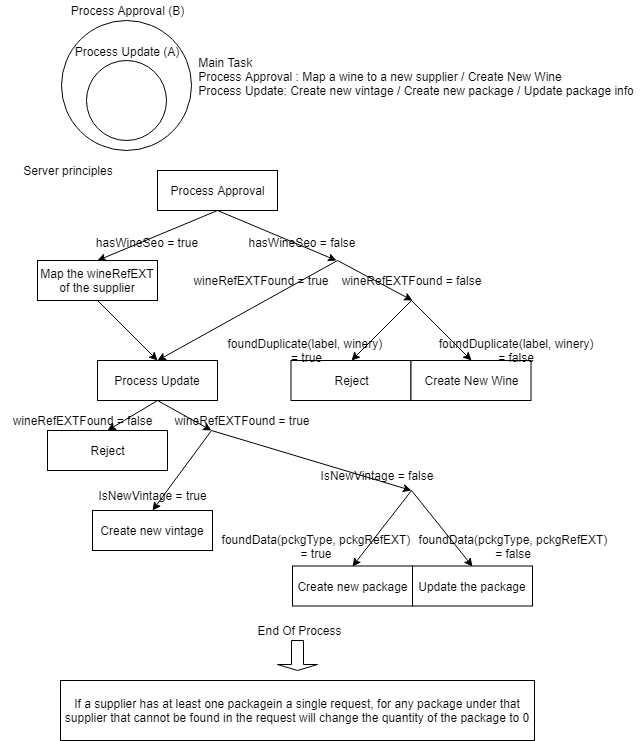 Process Approval (B)
Process Update (A)
Main Task
Process Approval : Map a wine to a new supplier / Create New Wine
Process Update: Create new vintage / Create new package / Update package info
Server principles
Process Approval
hasWineSeo = true
hasWineSeo = false
Map the wineRefEXT
of the supplier
wineRefEXTFound = true
wineRefEXTFound = false
foundDuplicate(label, winery)
= true
foundDuplicate(label, winery)
= false
Process Update
Reject
Create New Wine
wineRefEXTFound = false
wineRefEXTFound = true
Reject
IsNewVintage = false
IsNewVintage = true
Create new vintage
foundData(pckgType, pckgRefEXT)
= true
foundData(pckgType, pckgRefEXT)
= false
Create new package
Update the package
End Of Process
If a supplier has at least one packagein a single request, for any package under that
supplier that cannot be found in the request will change the quantity of the package to 0